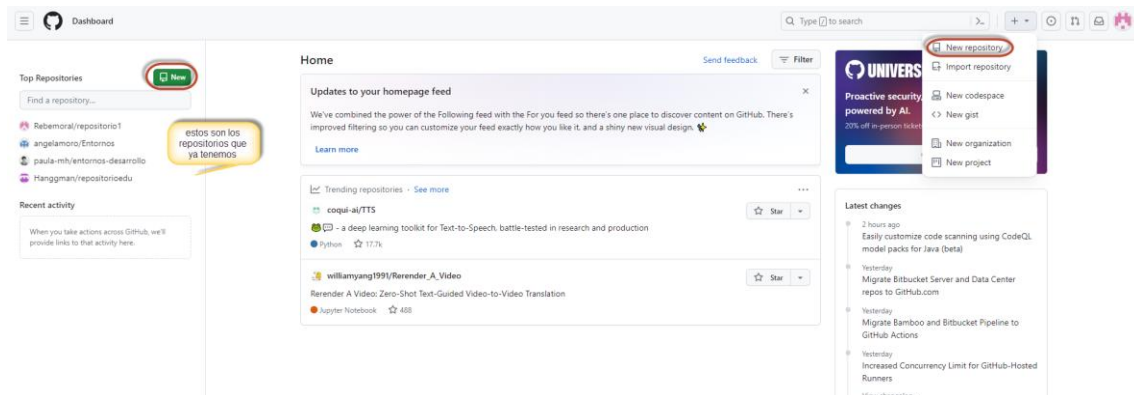 Dashboard
Type / to search
Top Repositories
New
Find a repository...
Rebemoral/repositorio1
angelamoro/Entornos
paula-mh/entornos-desarrollo
Hanggman/repositorioedu
estos son los
repositorios que
ya tenemos
Recent activity
When you take actions across GitHub, we'll
provide links to that activity here.
Home
Send feedback
Filter
Updates to your homepage feed
We've combined the power of the Following feed with the For you feed so there's one place to discover content on GitHub. There's
improved filtering so you can customize your feed exactly how you like it, and a shiny new visual design.
Learn more
Trending repositories · See more
coqui-ai/TTS
Star
- a deep learning toolkit for Text-to-Speech, battle-tested in research and production
Python 17.7k
williamyang1991/Rerender_A_Video
Star
Rerender A Video: Zero-Shot Text-Guided Video-to-Video Translation
Jupyter Notebook 488
New repository
Import repository
New codespace
New gist
New organization
New project
UNIVERS
Proactive security,
powered by AI.
20% off in-person ticket
Latest changes
2 hours ago
Easily customize code scanning using CodeQL
model packs for Java (beta)
Yesterday
Migrate Bitbucket Server and Data Center
repos to GitHub.com
Yesterday
Migrate Bamboo and Bitbucket Pipeline to
GitHub Actions
Yesterday
Increased Concurrency Limit for GitHub-Hosted
Runners